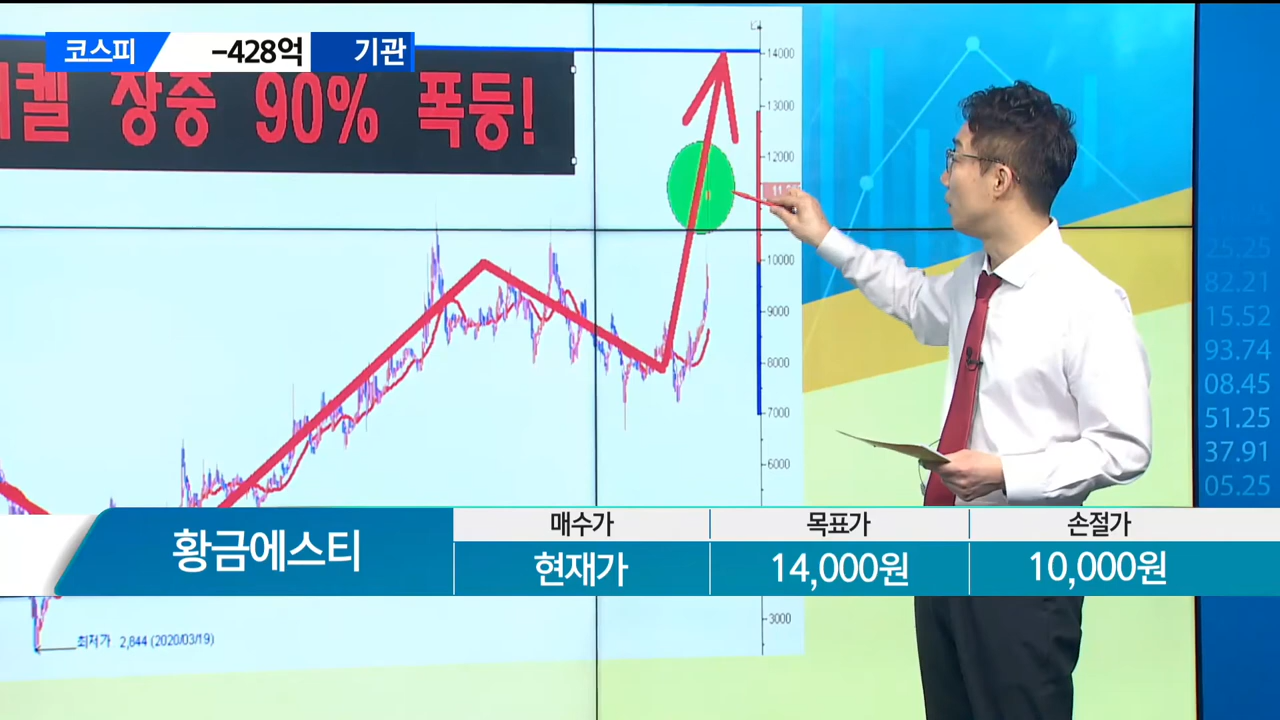 코스피 -428억 기관
켈 장중 90% 폭등!
14000
13000
12000
10000
9000
8000
7000
6000
3000
25.25
82.21
15.52
93.74
08.45
51.25
37.91
05.25
황금에스티
매수가 목표가 손절가
현재가 14,000원 10,000원
최저가 2,844 (2020/03/19)